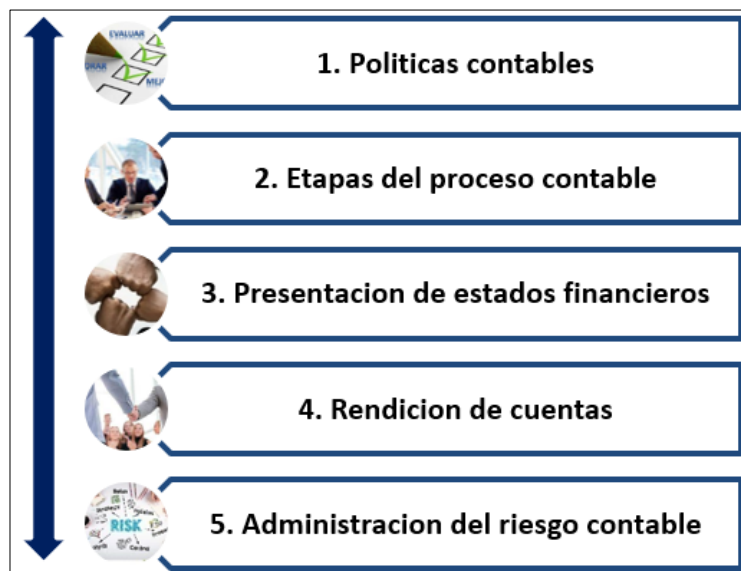 EVALUAR
1. Politicas contables
2. Etapas del proceso contable
3. Presentacion de estados financieros
4. Rendicion de cuentas
RISK
5. Administracion del riesgo contable